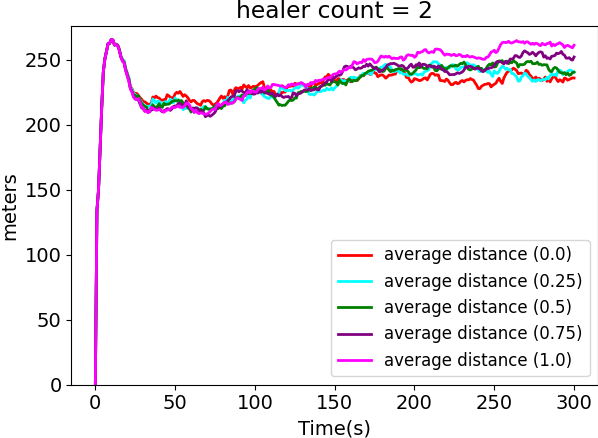 healer count = 2
250
200
150
100
50
0
meters
average distance (0.0)
average distance (0.25)
average distance (0.5)
average distance (0.75)
average distance (1.0)
0 50 100 150 200 250 300
Time(s)